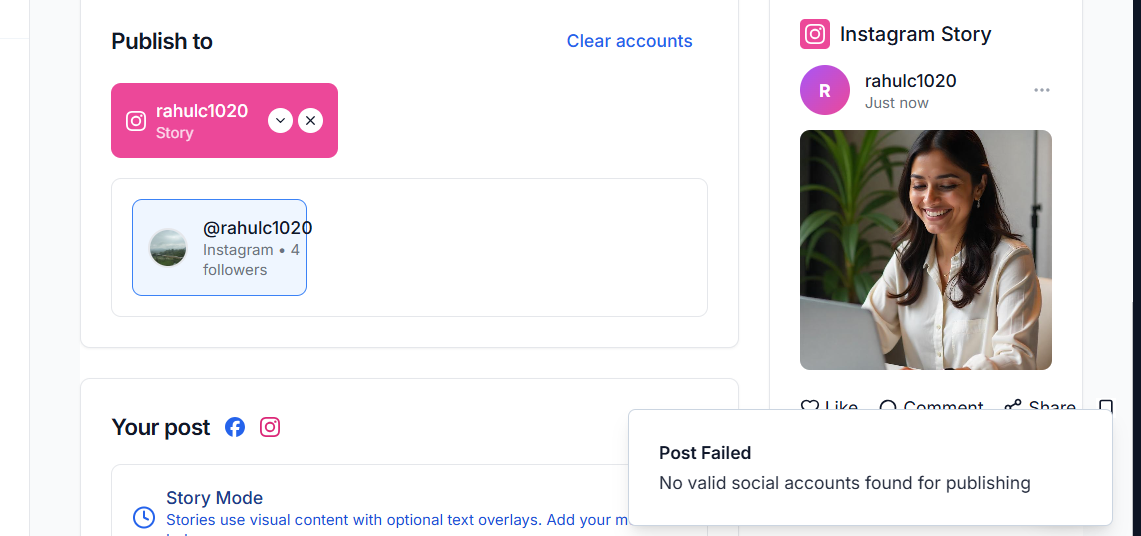 Publish to
Clear accounts
rahulc1020
Story
@rahulc1020
Instagram • 4
followers
Your post
Story Mode
Stories use visual content with optional text overlays. Add your m
Instagram Story
R
rahulc1020
Just now
Like
Comment
Share
Post Failed
No valid social accounts found for publishing